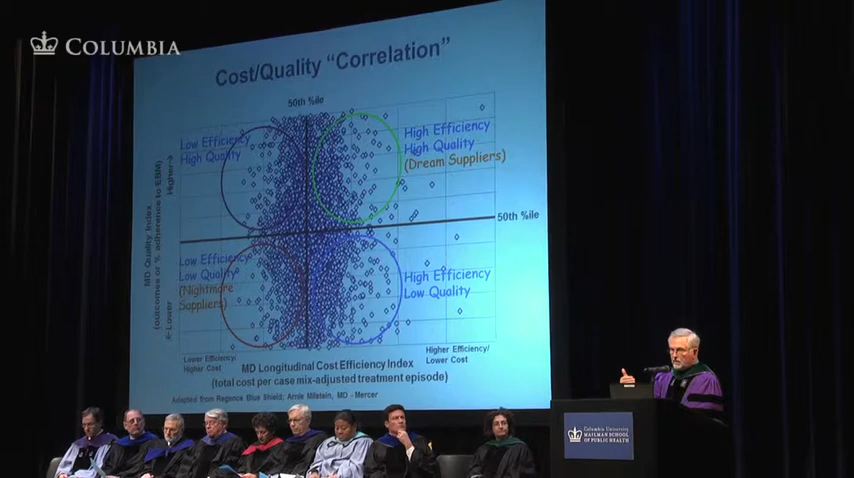 COLUMBIA
Cost/Quality "Correlation"
50th %ile
Low Efficiency
High Quality
High Efficiency
High Quality
(Dream Suppliers)
MD Quality Index
(outcomes or % adherence to EBM)
Higher→
←Lower
50th %ile
Low Efficiency
Low Quality
(Nightmare
Suppliers)
High Efficiency
Low Quality
Lower Efficiency/
Higher Cost
Higher Efficiency/
Lower Cost
MD Longitudinal Cost Efficiency Index
(total cost per case mix-adjusted treatment episode)
Adapted from Regence Blue Shield; Arnie Milstein, MD - Mercer
Columbia University
MAILMAN SCHOOL
OF PUBLIC HEALTH